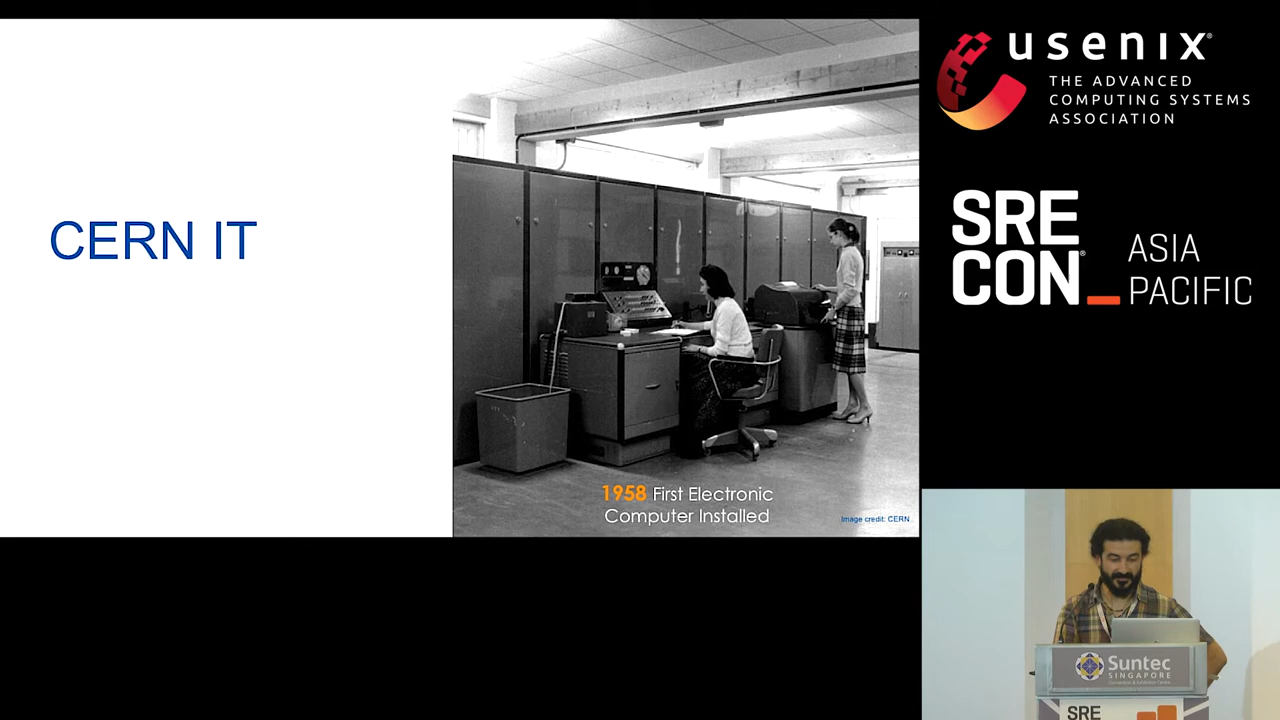 CERN IT
1958 First Electronic
Computer Installed
Image credit: CERN
usenix®
THE ADVANCED
COMPUTING SYSTEMS
ASSOCIATION
SRE
CON®_
ASIA
PACIFIC
Suntec
SINGAPORE
SRE